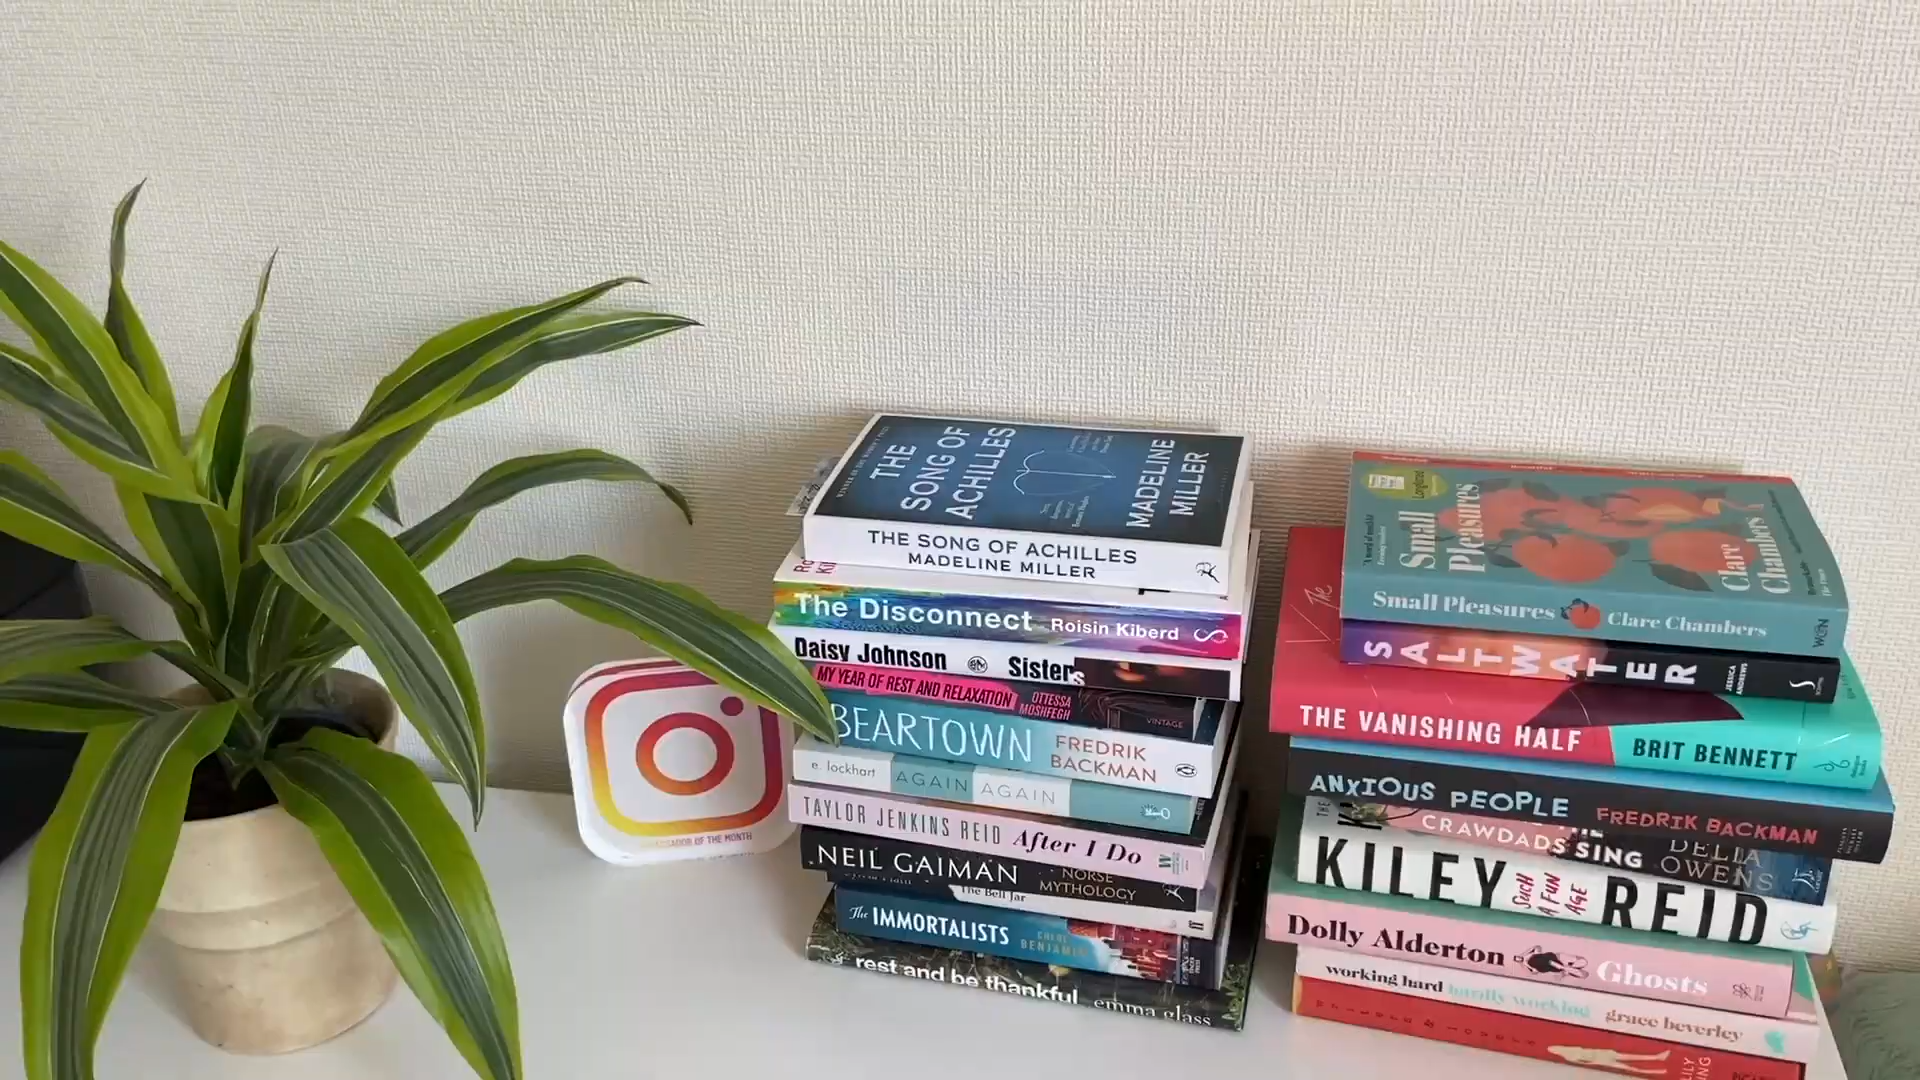 THE
SONG OF
ACHILLES
MADELINE
MILLER
THE SONG OF ACHILLES
MADELINE MILLER
The Disconnect Roisin Kiberd
Daisy Johnson Sisters
MY YEAR OF REST AND RELAXATION OTTESSA MOSHFEGH
VINTAGE
BEARTOWN FREDRIK BACKMAN
e. lockhart AGAIN AGAIN
TAYLOR JENKINS REID After I Do
NEIL GAIMAN NORSE MYTHOLOGY
The Bell Jar
The IMMORTALISTS CHLOE BENJAMIN
rest and be thankful emma glass
OF THE MONTH
Small
Pleasures
Clare
Chambers
Small Pleasures Clare Chambers
SALTWATER JESSICA ANDREWS
The
THE VANISHING HALF BRIT BENNETT
ANXIOUS PEOPLE FREDRIK BACKMAN
CRAWDADS SING DELIA OWENS
KILEY SUCH A FUN AGE REID
Dolly Alderton Ghosts
working hard hardly working grace beverley